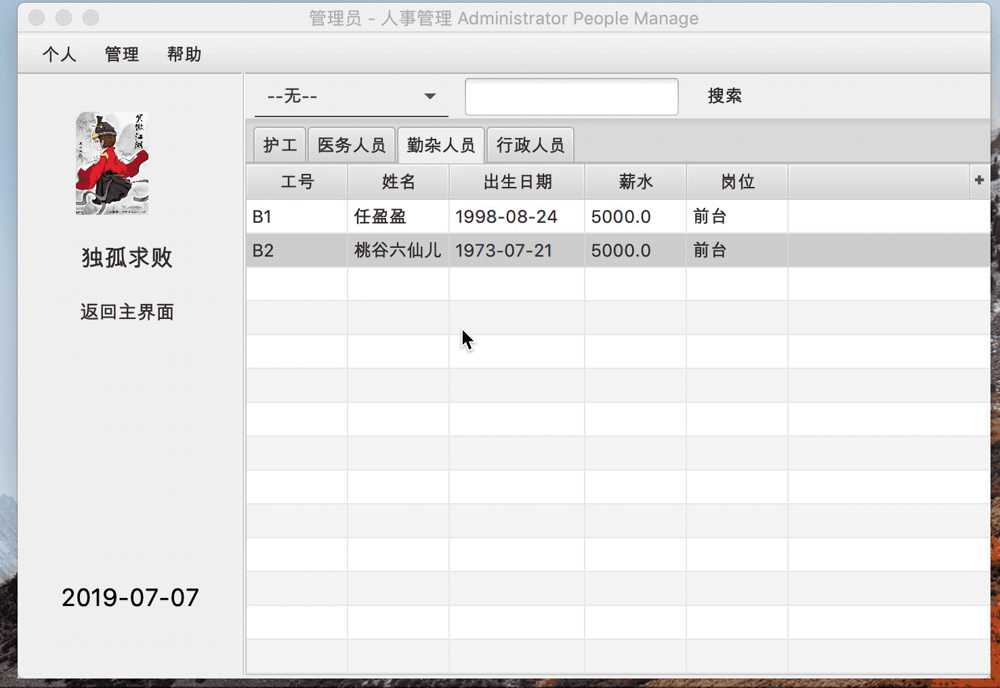 管理员 - 人事管理 Administrator People Manage
个人 管理 帮助
--无-- 搜索
笑傲江湖
独孤求败
返回主界面
2019-07-07
护工 医务人员 勤杂人员 行政人员
工号 姓名 出生日期 薪水 岗位 +
B1 任盈盈 1998-08-24 5000.0 前台
B2 桃谷六仙儿 1973-07-21 5000.0 前台